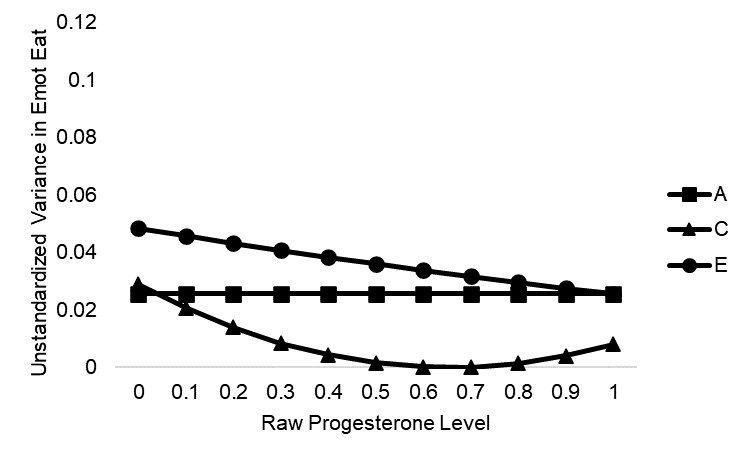 Unstandardized Variance in Emot Eat
0.12
0.1
0.08
0.06
0.04
0.02
0
0 0.1 0.2 0.3 0.4 0.5 0.6 0.7 0.8 0.9 1
Raw Progesterone Level
A
C
E